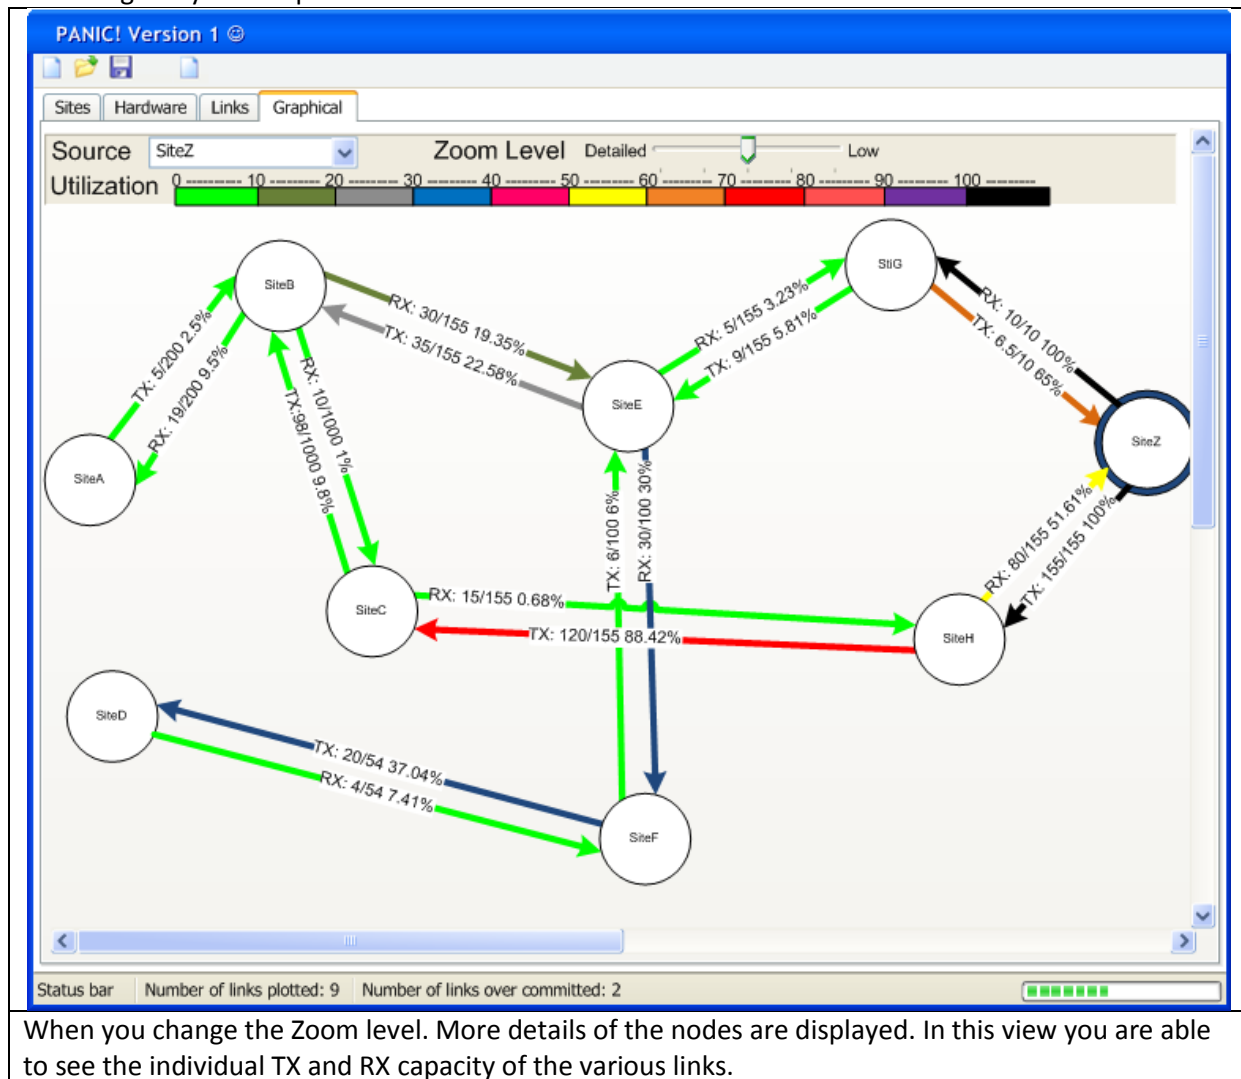 PANIC! Version 1 ☺
Sites Hardware Links Graphical
Source SiteZ Zoom Level Detailed Low
Utilization 0 ---------- 10 ---------- 20 ---------- 30 ---------- 40 ---------- 50 ---------- 60 ---------- 70 ---------- 80 ---------- 90 ---------- 100 ----------
StiG
SiteB
RX: 10/10 100%
TX: 6.5/10 65%
RX: 5/155 3.23%
TX: 9/155 5.81%
RX: 30/155 19.35%
TX: 35/155 22.58%
TX: 5/200 2.5%
RX: 19/200 9.5%
SiteE
SiteZ
RX: 10/1000 1%
TX:98/1000 9.8%
SiteA
TX: 6/100 6%
RX: 30/100 30%
RX: 80/155 51.61%
TX: 155/155 100%
SiteC
RX: 15/155 0.68%
TX: 120/155 88.42%
SiteH
SiteD
TX: 20/54 37.04%
RX: 4/54 7.41%
SiteF
Status bar Number of links plotted: 9 Number of links over committed: 2
When you change the Zoom level. More details of the nodes are displayed. In this view you are able
to see the individual TX and RX capacity of the various links.